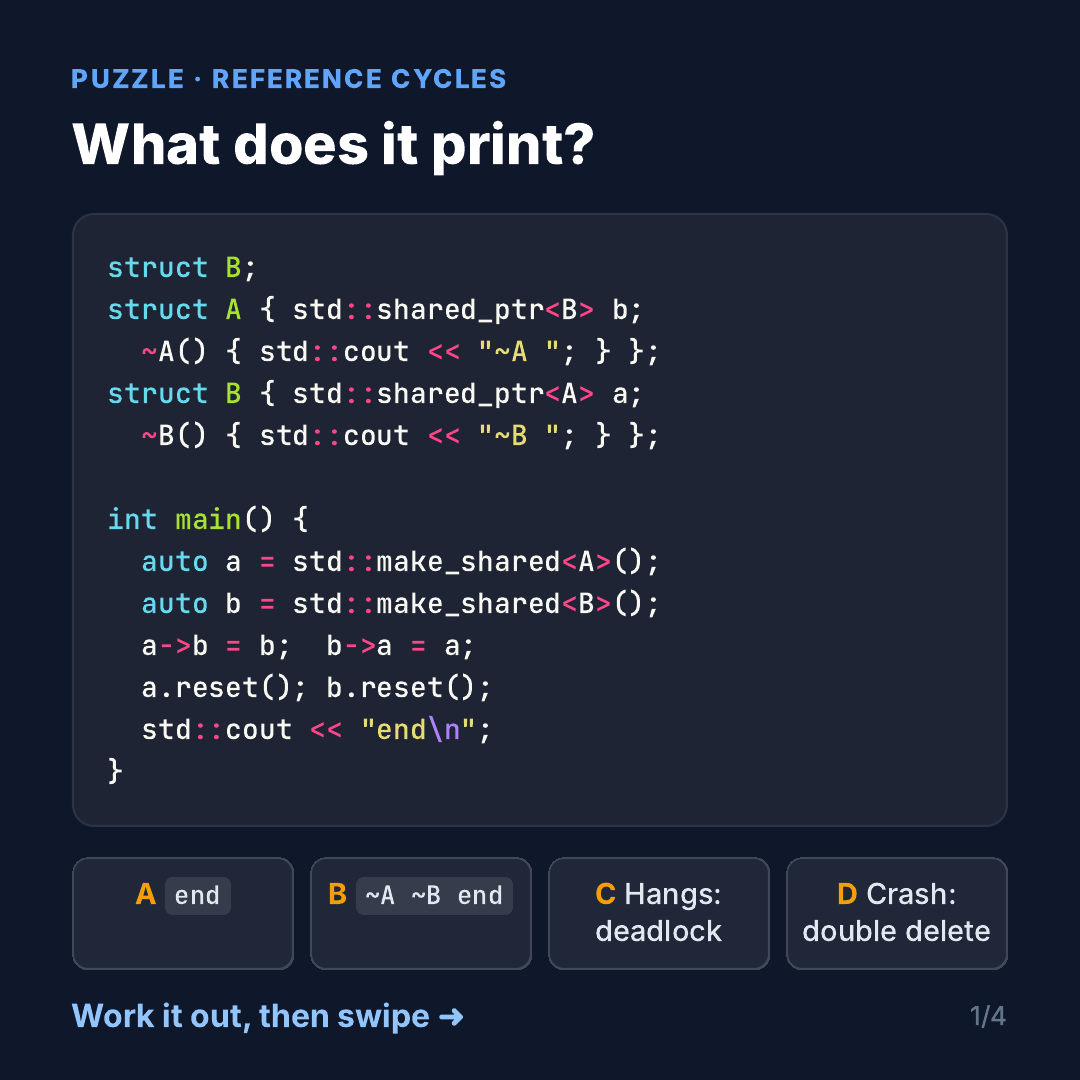 PUZZLE · REFERENCE CYCLES
What does it print?
struct B;
struct A { std::shared_ptr<B> b;
  ~A() { std::cout << "~A "; } };
struct B { std::shared_ptr<A> a;
  ~B() { std::cout << "~B "; } };
int main() {
  auto a = std::make_shared<A>();
  auto b = std::make_shared<B>();
  a->b = b;  b->a = a;
  a.reset(); b.reset();
  std::cout << "end\n";
}
A end
B ~A ~B end
C Hangs:
deadlock
D Crash:
double delete
Work it out, then swipe ➜
1/4